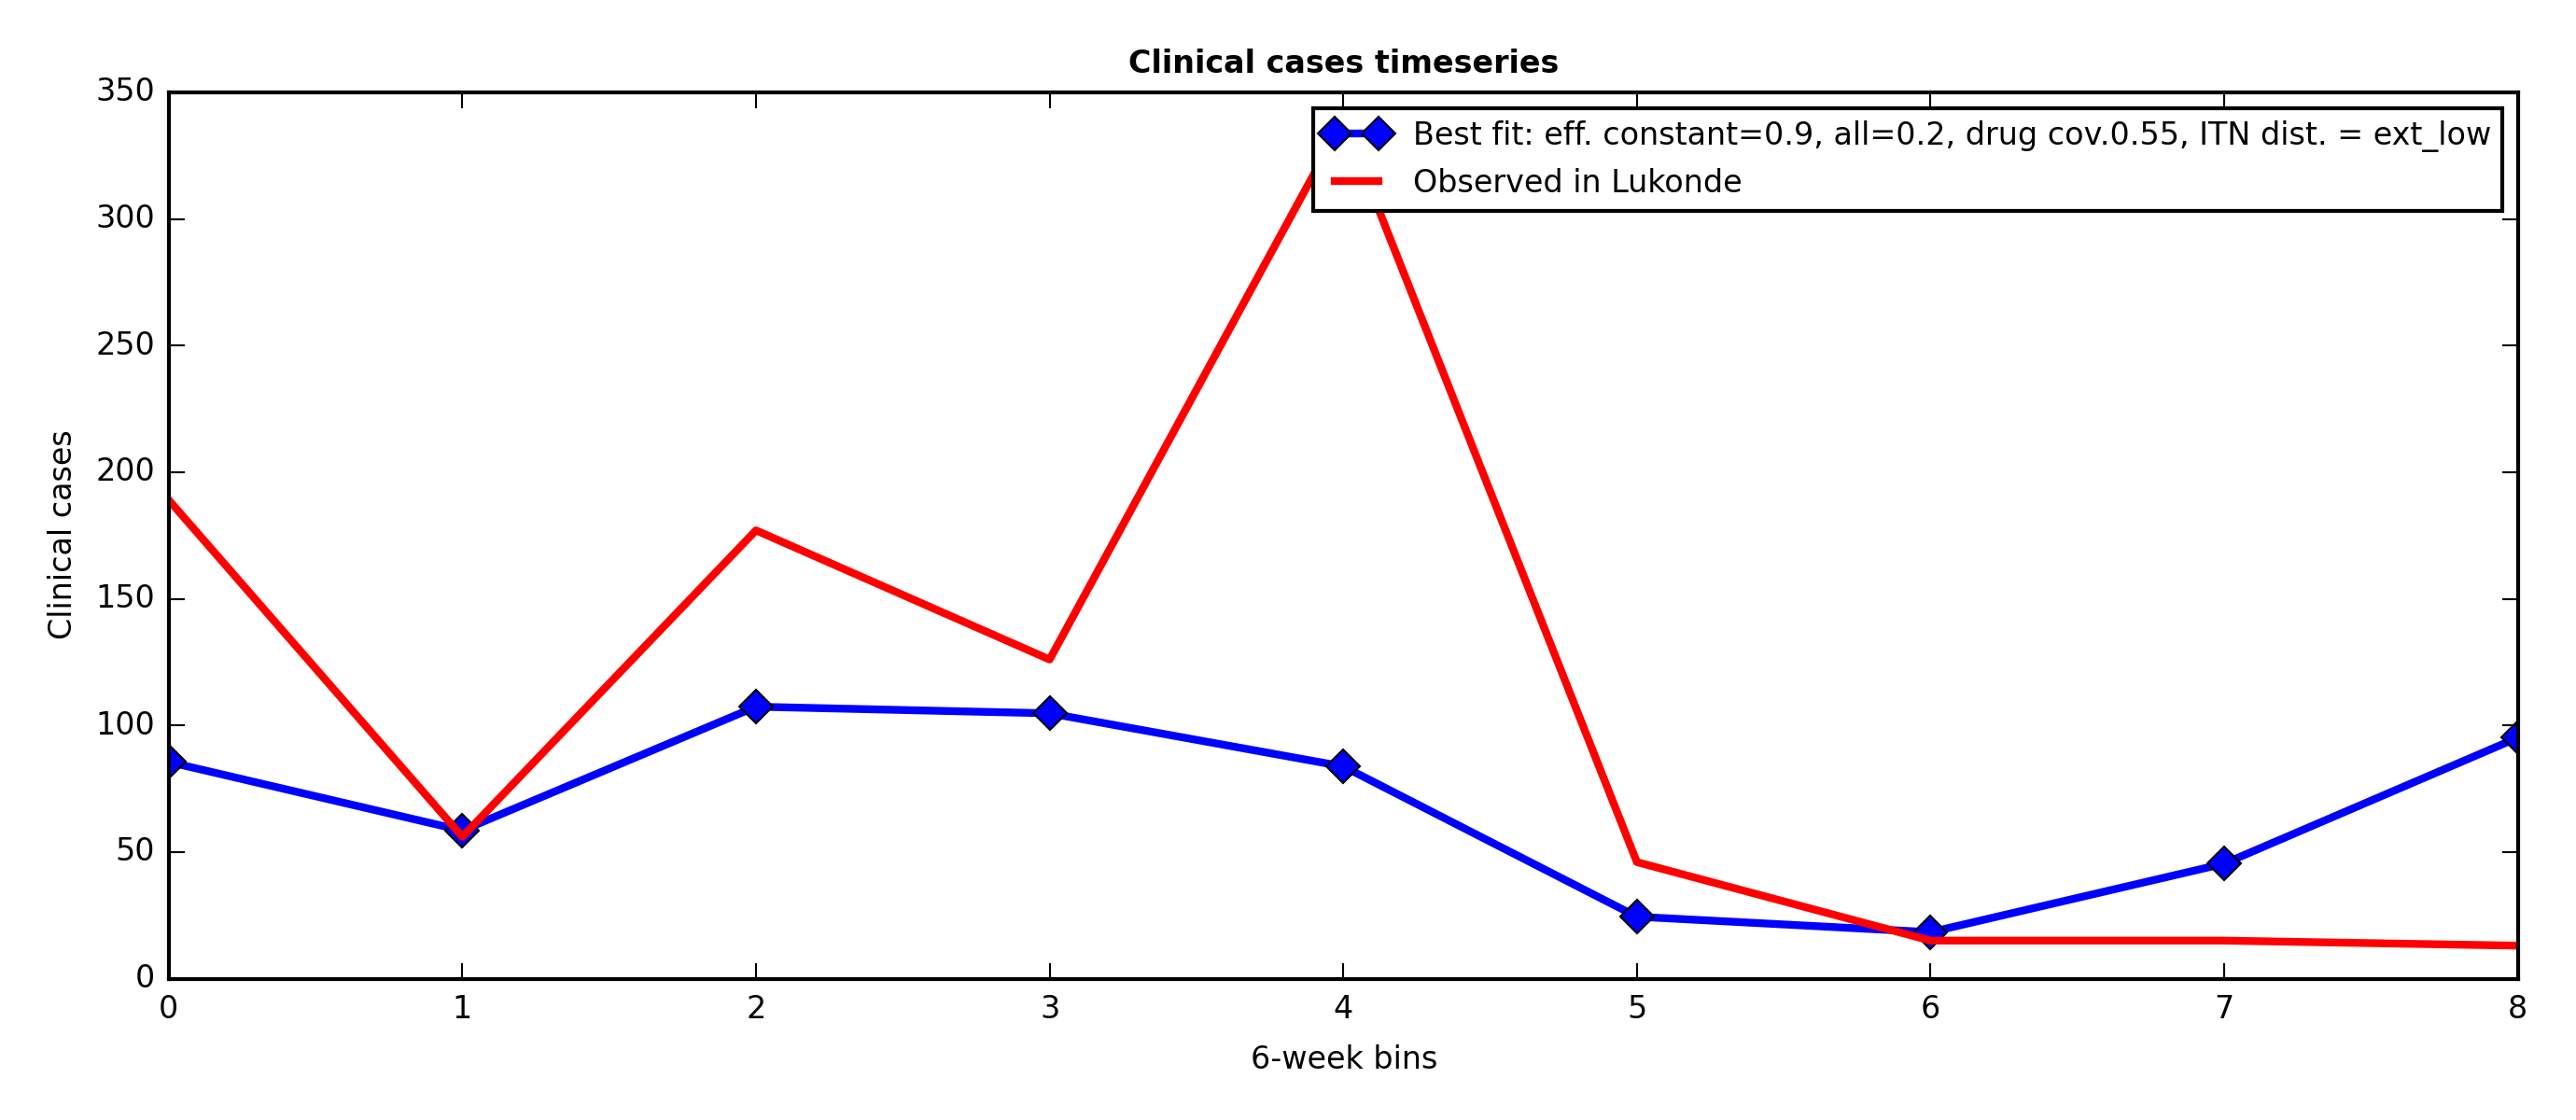 Clinical cases timeseries
350
300
250
200
150
100
50
0
Clinical cases
Best fit: eff. constant=0.9, all=0.2, drug cov.0.55, ITN dist. = ext_low
Observed in Lukonde
0 1 2 3 4 5 6 7 8
6-week bins